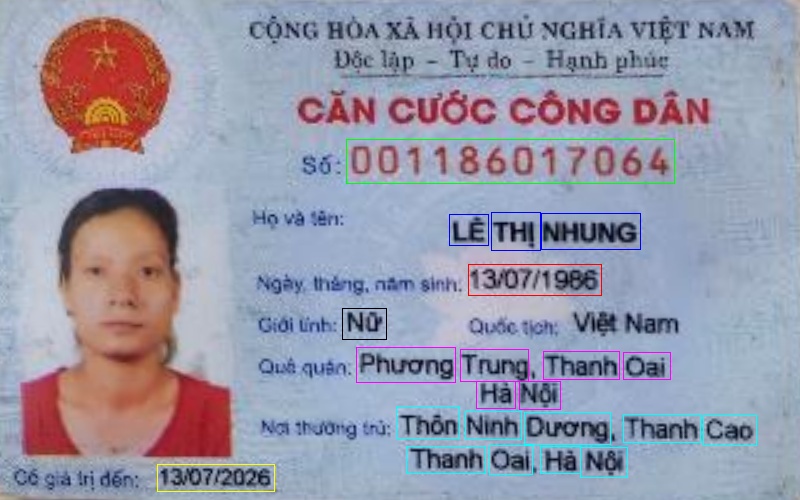 CỘNG HÒA XÃ HỘI CHỦ NGHĨA VIỆT NAM
Độc lập - Tự do - Hạnh phúc
CĂN CƯỚC CÔNG DÂN
Số: 001186017064
Họ và tên: LÊ THỊ NHUNG
Ngày, tháng, năm sinh: 13/07/1986
Giới tính: Nữ Quốc tịch: Việt Nam
Quê quán: Phương Trung, Thanh Oai
Hà Nội
Nơi thường trú: Thôn Ninh Dương, Thanh Cao
Thanh Oai, Hà Nội
Có giá trị đến: 13/07/2026